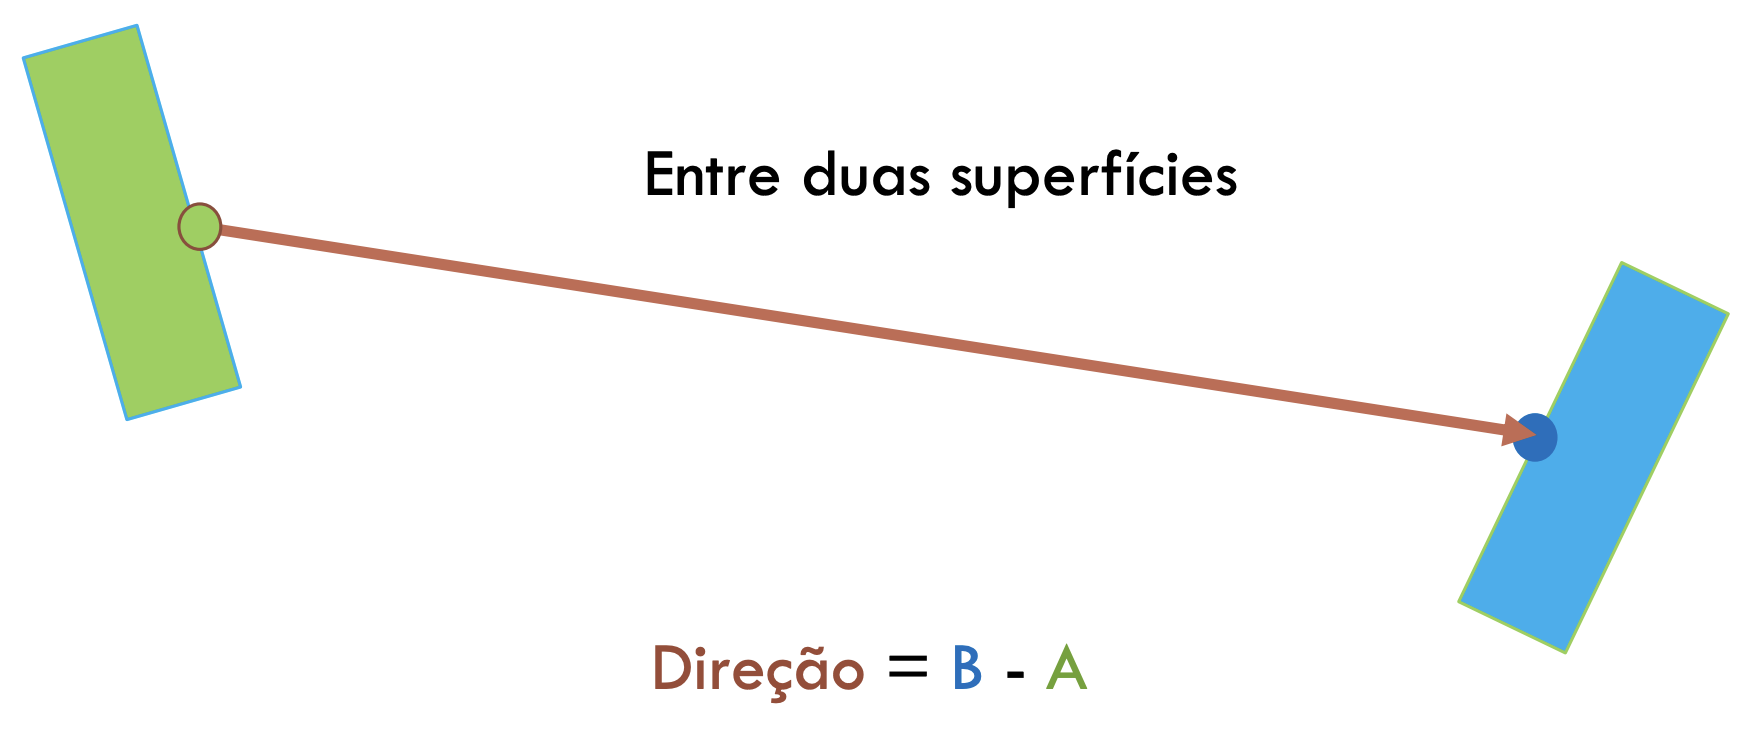 Entre duas superfícies
Direção = B - A